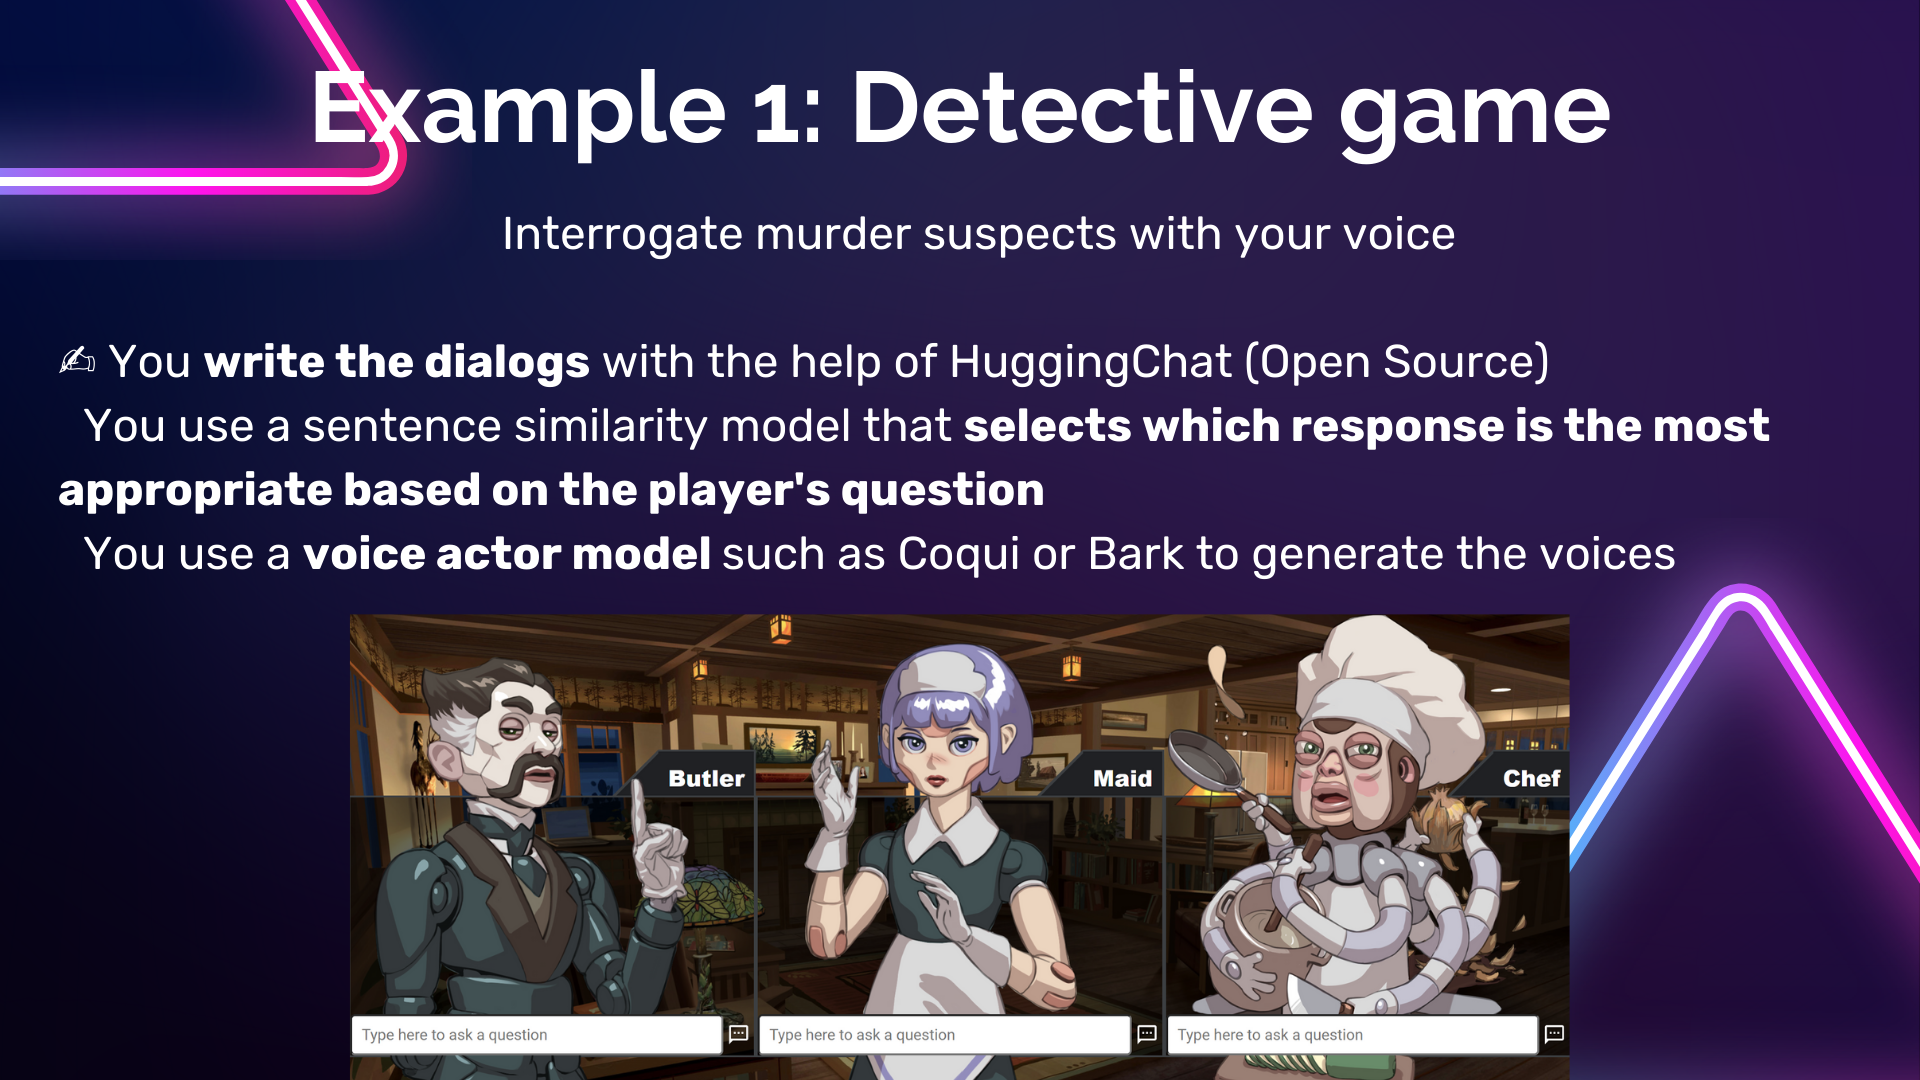 Example 1: Detective game
Interrogate murder suspects with your voice
✍ You write the dialogs with the help of HuggingChat (Open Source)
You use a sentence similarity model that selects which response is the most
appropriate based on the player's question
You use a voice actor model such as Coqui or Bark to generate the voices
Butler
Maid
Chef
Type here to ask a question
Type here to ask a question
Type here to ask a question